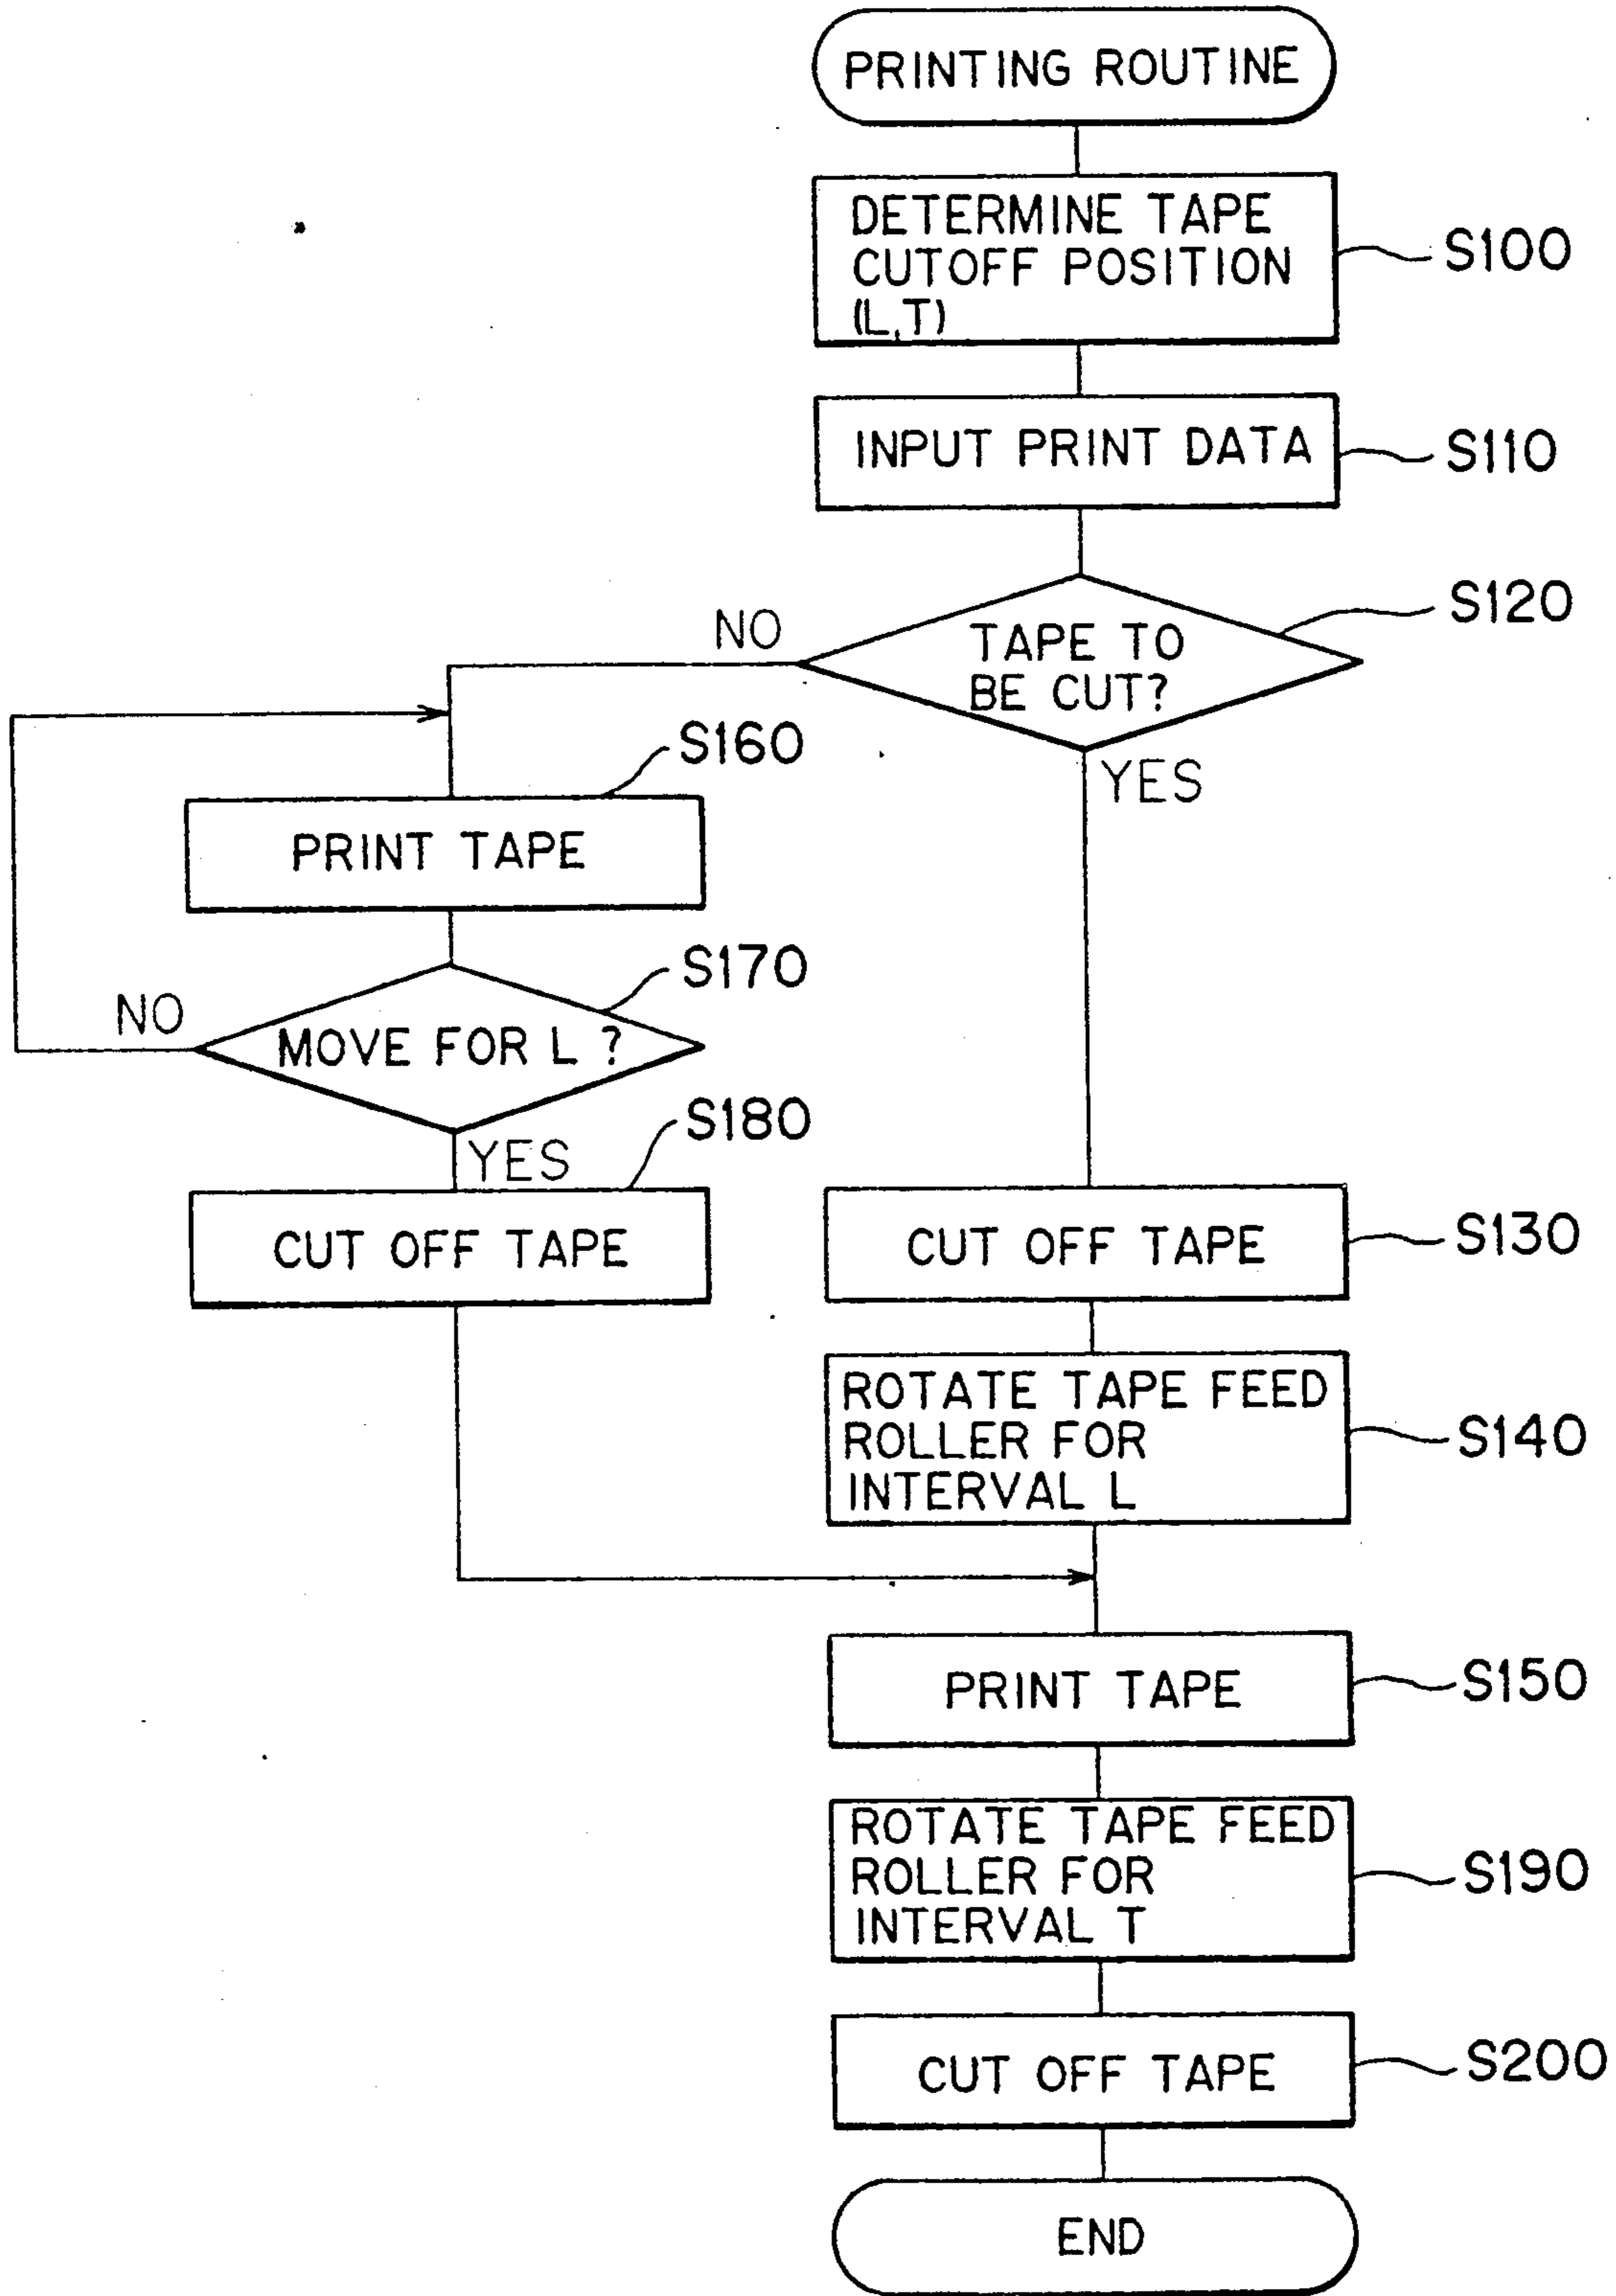 PRINTING ROUTINE
DETERMINE TAPE
CUTOFF POSITION
(L,T)
S100
INPUT PRINT DATA
S110
S120
NO
TAPE TO
BE CUT?
YES
S160
PRINT TAPE
S170
NO
MOVE FOR L ?
S180
YES
CUT OFF TAPE
CUT OFF TAPE
S130
ROTATE TAPE FEED
ROLLER FOR
INTERVAL L
S140
PRINT TAPE
S150
ROTATE TAPE FEED
ROLLER FOR
INTERVAL T
S190
CUT OFF TAPE
S200
END